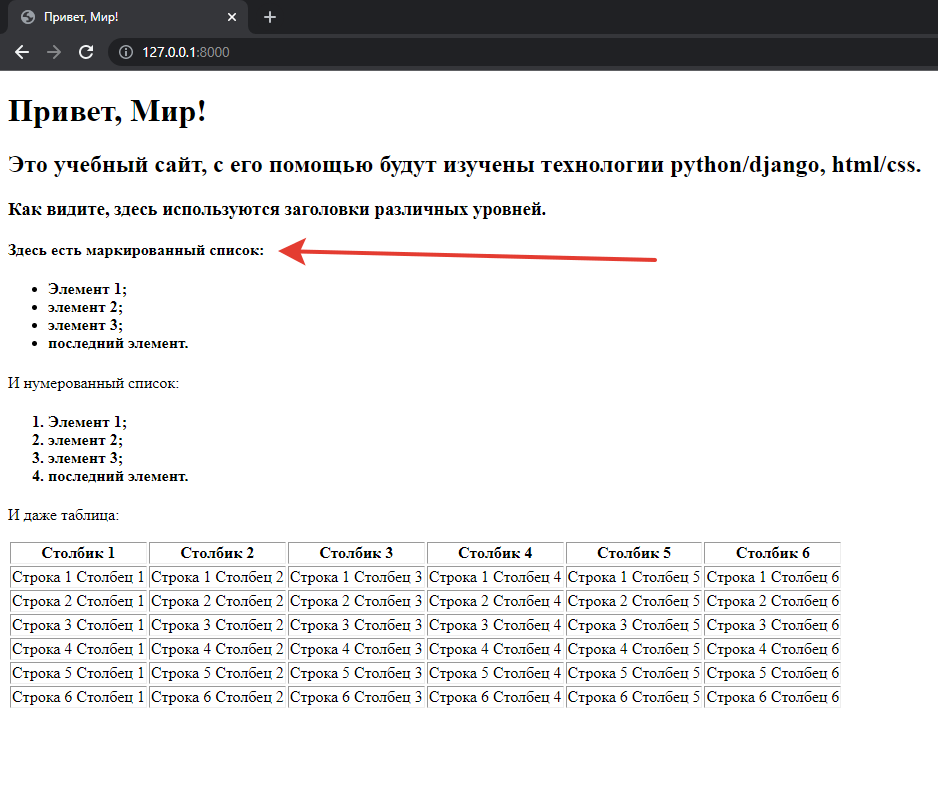 Привет, Мир!
127.0.0.1:8000
Привет, Мир!
Это учебный сайт, с его помощью будут изучены технологии python/django, html/css.
Как видите, здесь используются заголовки различных уровней.
Здесь есть маркированный список:
• Элемент 1;
• элемент 2;
• элемент 3;
• последний элемент.
И нумерованный список:
1. Элемент 1;
2. элемент 2;
3. элемент 3;
4. последний элемент.
И даже таблица:
Столбик 1 Столбик 2 Столбик 3 Столбик 4 Столбик 5 Столбик 6
Строка 1 Столбец 1 Строка 1 Столбец 2 Строка 1 Столбец 3 Строка 1 Столбец 4 Строка 1 Столбец 5 Строка 1 Столбец 6
Строка 2 Столбец 1 Строка 2 Столбец 2 Строка 2 Столбец 3 Строка 2 Столбец 4 Строка 2 Столбец 5 Строка 2 Столбец 6
Строка 3 Столбец 1 Строка 3 Столбец 2 Строка 3 Столбец 3 Строка 3 Столбец 4 Строка 3 Столбец 5 Строка 3 Столбец 6
Строка 4 Столбец 1 Строка 4 Столбец 2 Строка 4 Столбец 3 Строка 4 Столбец 4 Строка 4 Столбец 5 Строка 4 Столбец 6
Строка 5 Столбец 1 Строка 5 Столбец 2 Строка 5 Столбец 3 Строка 5 Столбец 4 Строка 5 Столбец 5 Строка 5 Столбец 6
Строка 6 Столбец 1 Строка 6 Столбец 2 Строка 6 Столбец 3 Строка 6 Столбец 4 Строка 6 Столбец 5 Строка 6 Столбец 6